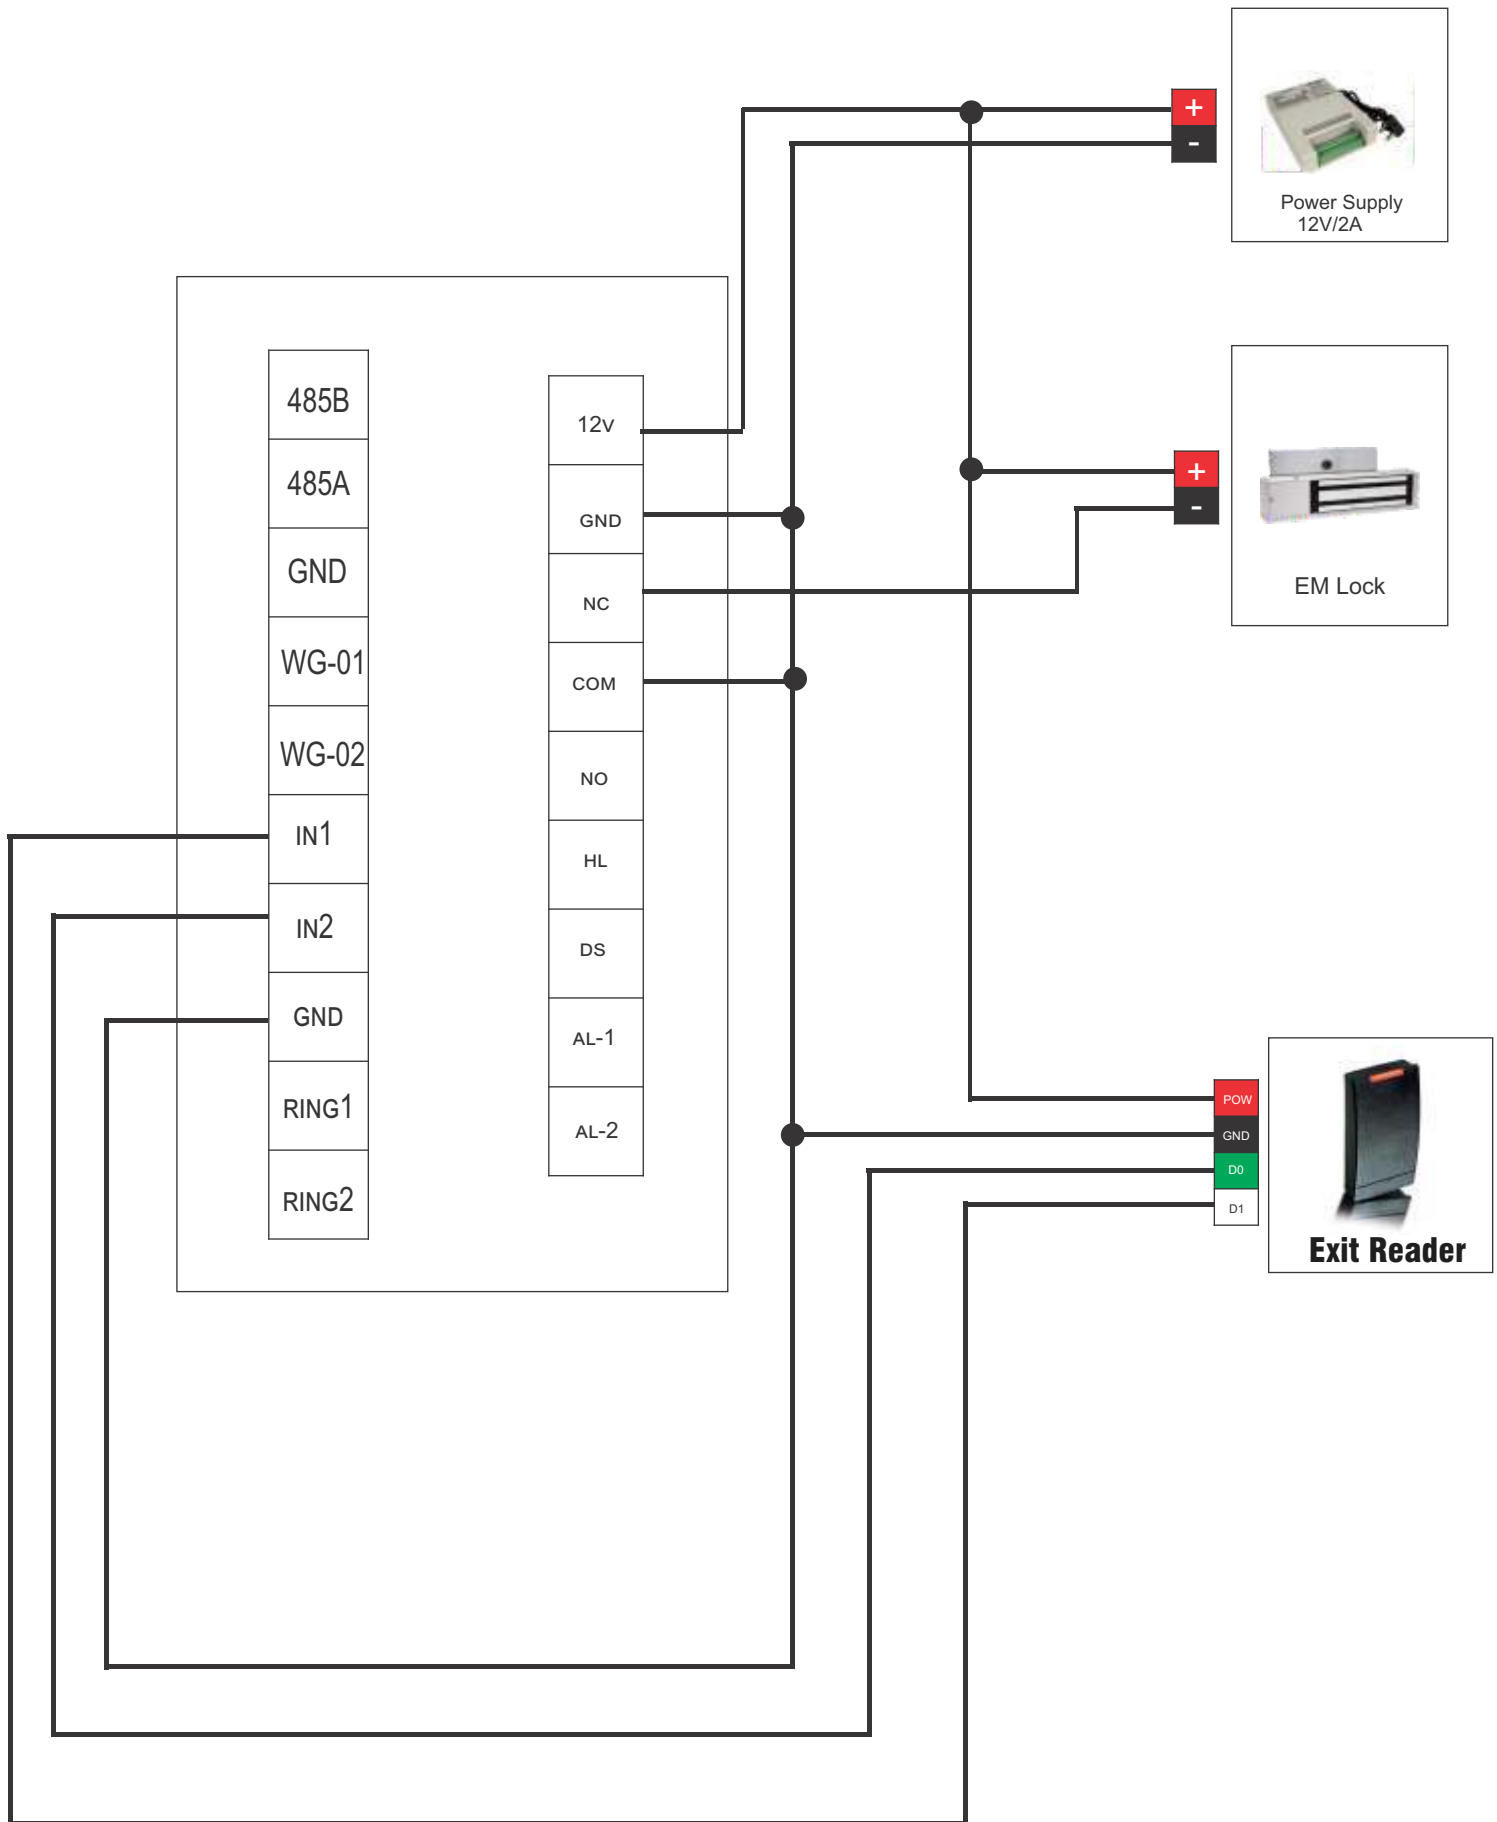 +
-
Power Supply
12V/2A
485B
485A
GND
WG-01
WG-02
IN1
IN2
GND
RING1
RING2
12V
GND
NC
COM
NO
HL
DS
AL-1
AL-2
+
-
EM Lock
POW
GND
D0
D1
Exit Reader